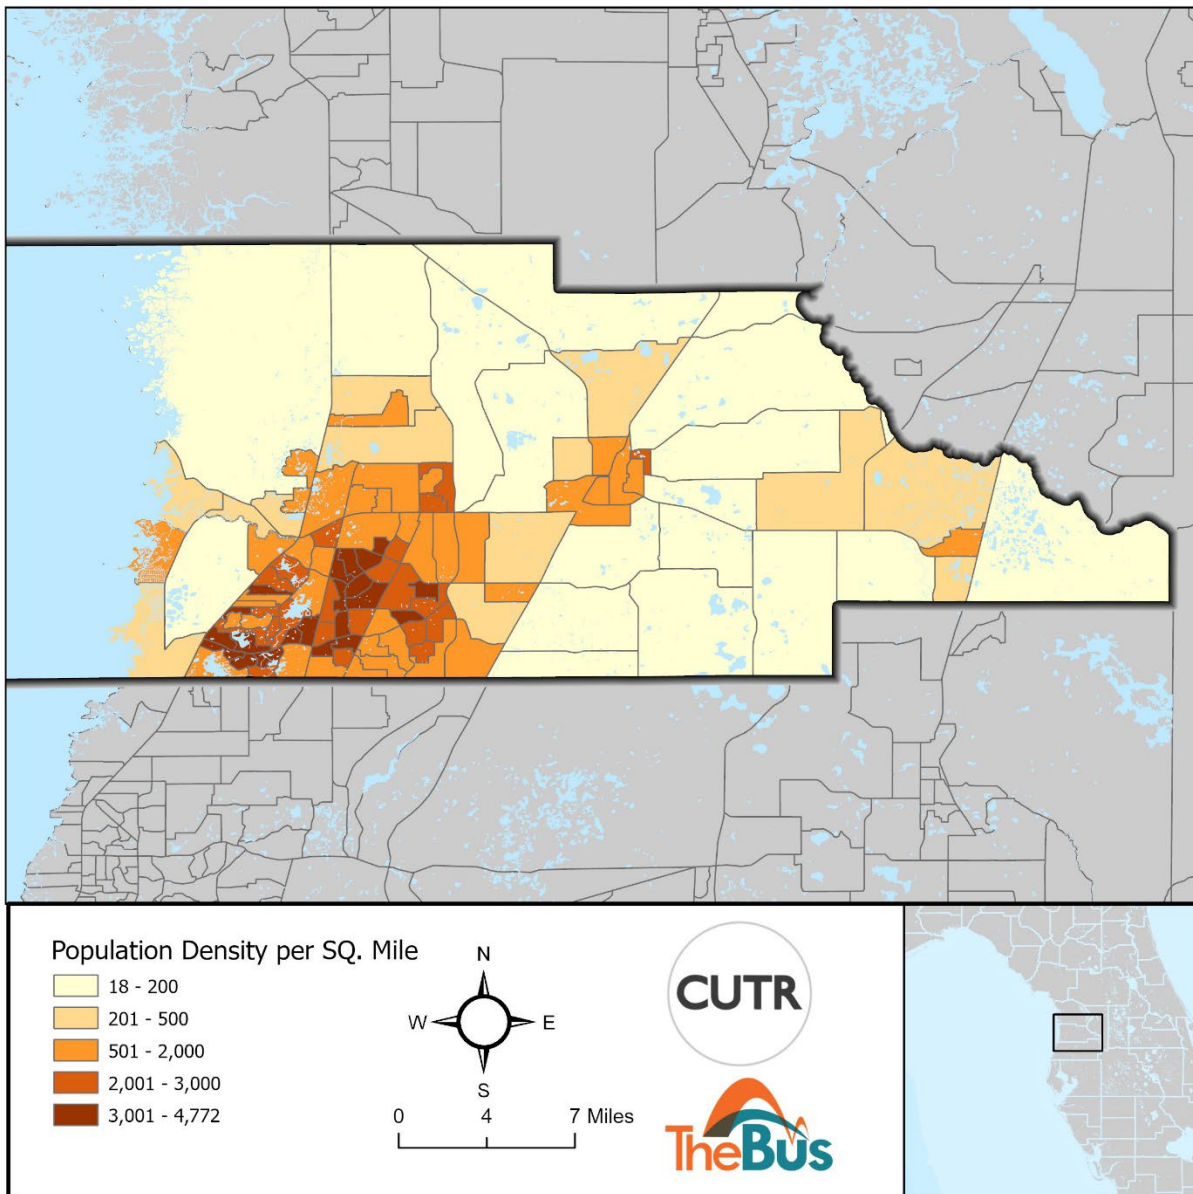 Population Density per SQ. Mile
18 - 200
201 - 500
501 - 2,000
2,001 - 3,000
3,001 - 4,772
N
W E
S
0 4 7 Miles
CUTR
TheBus